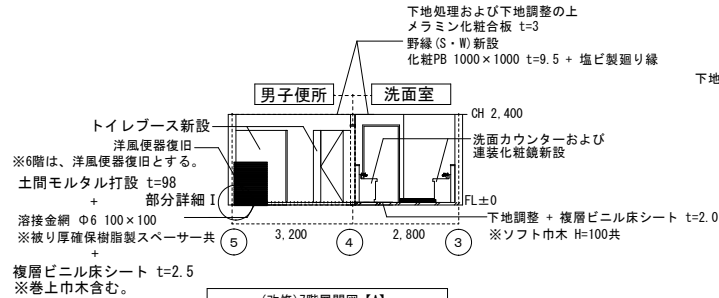 下地処理および下地調整の上
メラミン化粧合板 t=3
野縁(S・W)新設
化粧PB 1000×1000 t=9.5 + 塩ビ製廻り縁
下地
男子便所
洗面室
CH 2,400
トイレブース新設
洋風便器復旧
※6階は、洋風便器復旧とする。
洗面カウンターおよび
連装化粧鏡新設
土間モルタル打設 t=98
+
部分詳細Ⅰ
溶接金網 Φ6 100×100
※被り厚確保樹脂製スペーサー共
+
複層ビニル床シート t=2.5
※巻上巾木含む。
FL±0
下地調整 + 複層ビニル床シート t=2.0
※ソフト巾木 H=100共
3,200
2,800
5
4
3